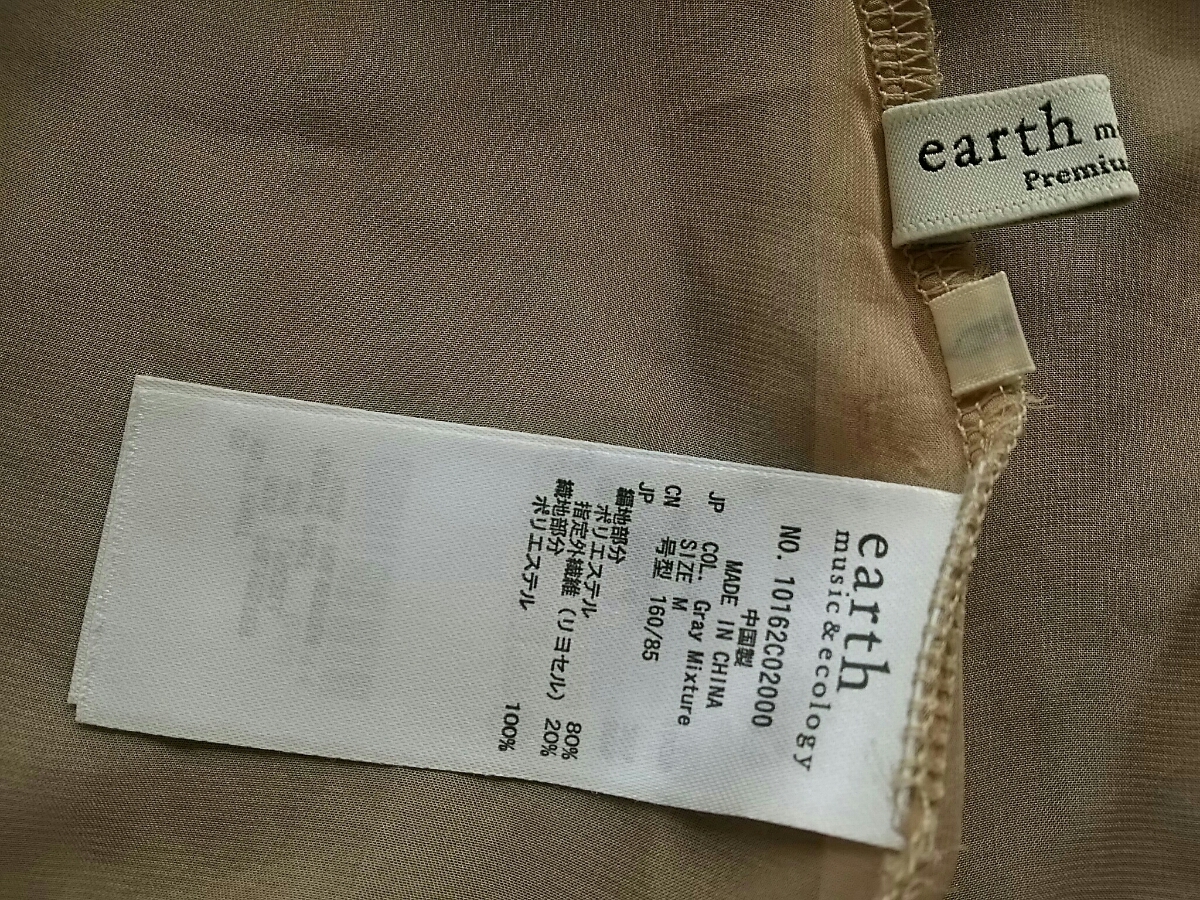 earth m
Premiu
earth
music&ecology
NO. 10162C02000
中国製
MADE IN CHINA
JP COL. Gray Mixture
SIZE M
CN 号型 160/85
JP
編地部分
ポリエステル 80%
指定外繊維(リヨセル) 20%
織地部分
ポリエステル 100%